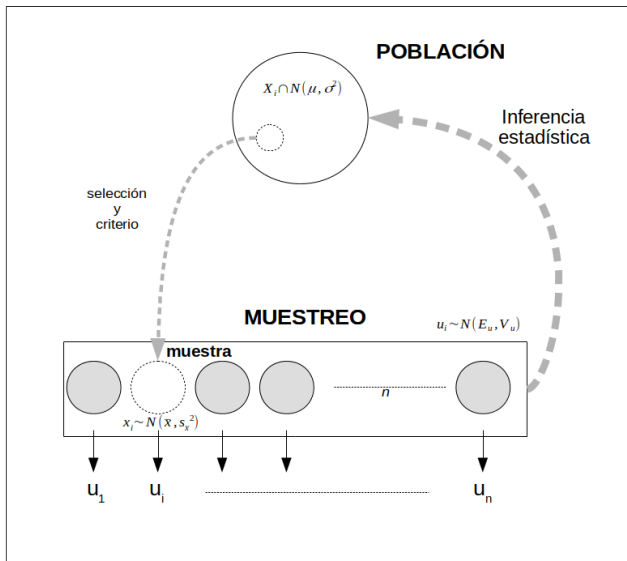 POBLACIÓN
X_i∩N(μ,σ²)
Inferencia
estadística
selección
y
criterio
MUESTREO
u_i~N(E_u,V_u)
muestra
n
x_i~N(x̄,s_x²)
u_1 u_i u_n